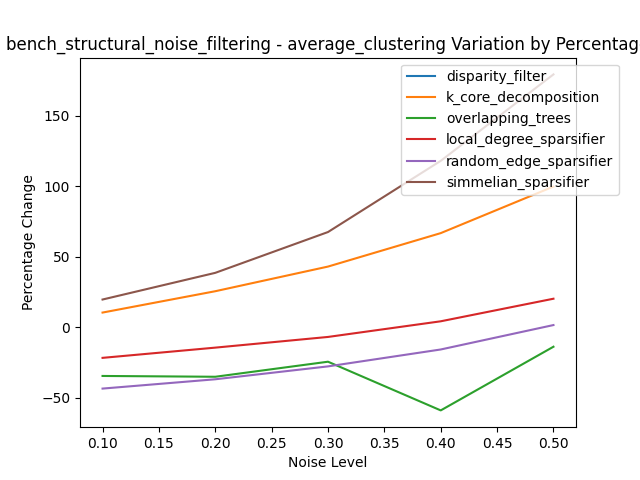 bench_structural_noise_filtering - average_clustering Variation by Percentag
disparity_filter
k_core_decomposition
overlapping_trees
local_degree_sparsifier
random_edge_sparsifier
simmelian_sparsifier
Percentage Change
150
100
50
0
−50
0.10 0.15 0.20 0.25 0.30 0.35 0.40 0.45 0.50
Noise Level